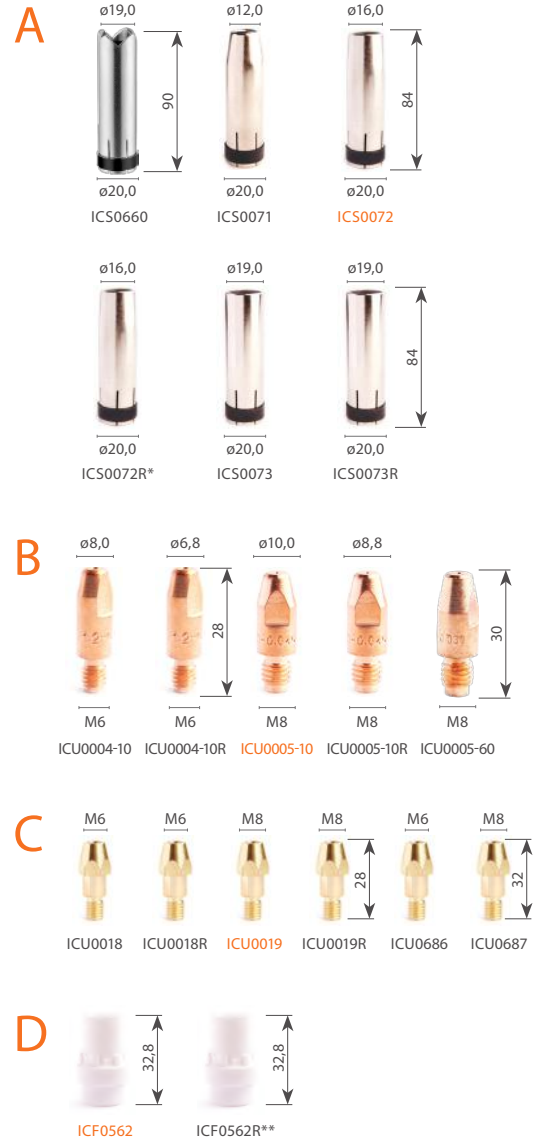 A
ø19,0 ø12,0 ø16,0
90
84
ø20,0 ø20,0 ø20,0
ICS0660 ICS0071 ICS0072
ø16,0 ø19,0 ø19,0
84
ø20,0 ø20,0 ø20,0
ICS0072R* ICS0073 ICS0073R
B
ø8,0 ø6,8 ø10,0 ø8,8
28
30
M6 M6 M8 M8 M8
ICU0004-10 ICU0004-10R ICU0005-10 ICU0005-10R ICU0005-60
C
M6 M6 M8 M8 M6 M8
28
32
ICU0018 ICU0018R ICU0019 ICU0019R ICU0686 ICU0687
D
32,8
32,8
ICF0562 ICF0562R**